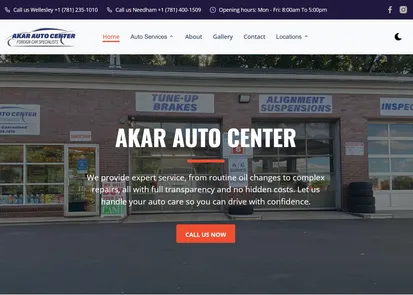 Call us Wellesley +1 (781) 235-1010 Call us Needham +1 (781) 400-1509 Opening hours: Mon - Fri: 8:00am To 5:00pm
AKAR AUTO CENTER
FOREIGN CAR SPECIALISTS
Home Auto Services About Gallery Contact Locations
TUNE-UP
BRAKES
ALIGNMENT
SUSPENSIONS
INSPEC
AUTO CENTER
AKAR AUTO CENTER
We provide expert service, from routine oil changes to complex
repairs, all with full transparency and no hidden costs. Let us
handle your auto care so you can drive with confidence.
CALL US NOW